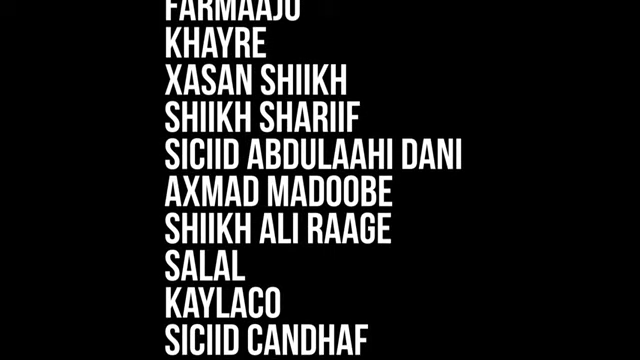 FARMAAJO
KHAYRE
XASAN SHIIKH
SHIIKH SHARIIF
SICIID ABDULAAHI DANI
AXMAD MADOOBE
SHIIKH ALI RAAGE
SALAL
KAYLACO
SICIID CANDHAF